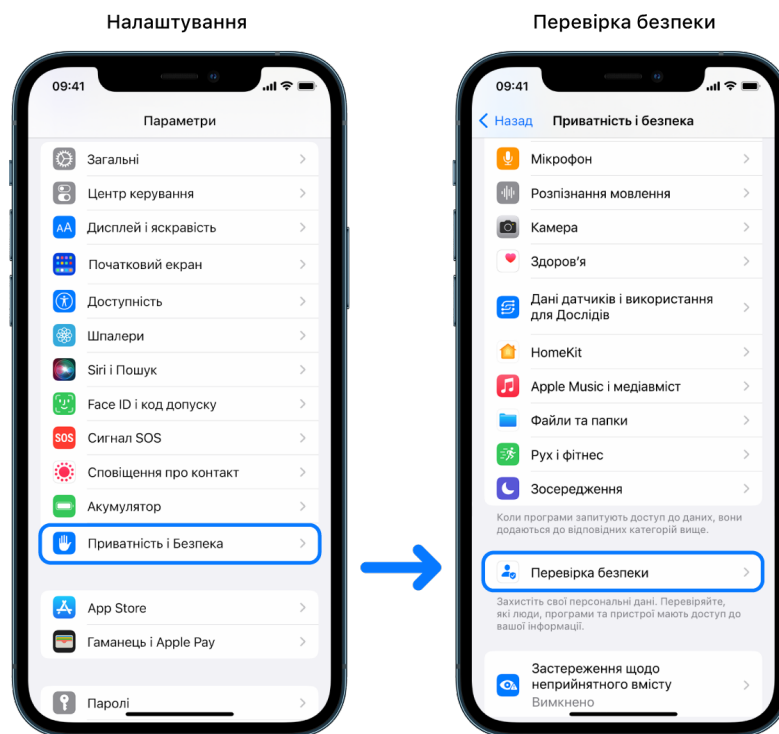 Налаштування
09:41
Параметри
Загальні
Центр керування
Дисплей і яскравість
Початковий екран
Доступність
Шпалери
Siri і Пошук
Face ID і код допуску
SOS Сигнал SOS
Сповіщення про контакт
Акумулятор
Приватність і Безпека
App Store
Гаманець і Apple Pay
Паролі
Перевірка безпеки
09:41
Назад Приватність і безпека
Мікрофон
Розпізнання мовлення
Камера
Здоров’я
Дані датчиків і використання
для Дослідів
HomeKit
Apple Music і медіавміст
Файли та папки
Рух і фітнес
Зосередження
Коли програми запитують доступ до даних, вони
додаються до відповідних категорій вище.
Перевірка безпеки
Захистіть свої персональні дані. Перевіряйте,
які люди, програми та пристрої мають доступ до
вашої інформації.
Застереження щодо
неприйнятного вмісту
Вимкнено